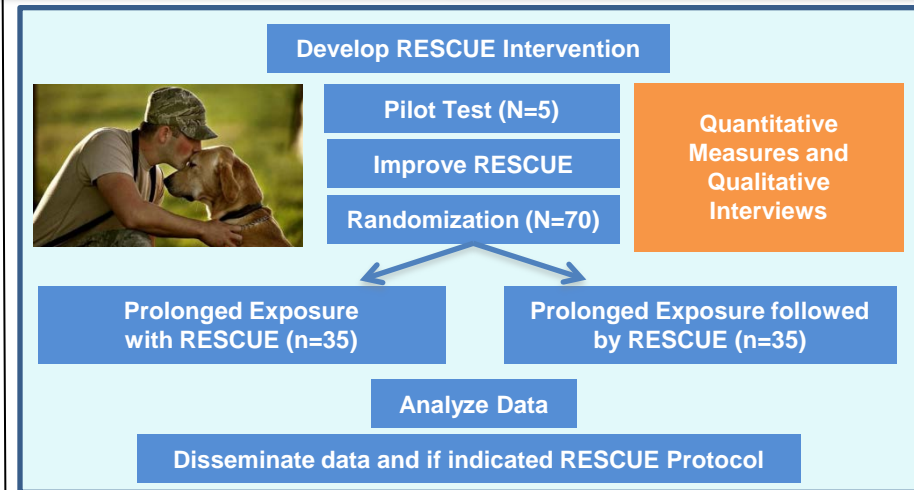 Develop RESCUE Intervention
Pilot Test (N=5)
Improve RESCUE
Randomization (N=70)
Quantitative
Measures and
Qualitative
Interviews
Prolonged Exposure
with RESCUE (n=35)
Prolonged Exposure followed
by RESCUE (n=35)
Analyze Data
Disseminate data and if indicated RESCUE Protocol